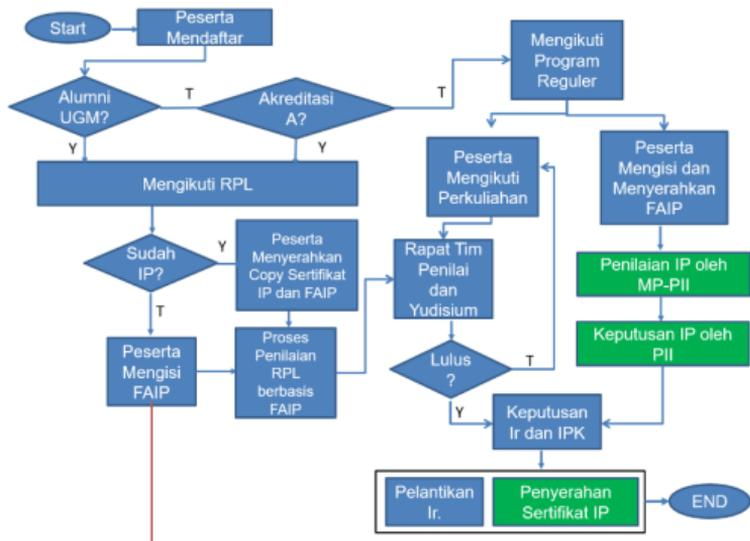 Start
Peserta
Mendaftar
Alumni
UGM?
T
Akreditasi
A?
T
Mengikuti
Program
Reguler
Y
Y
Mengikuti RPL
Peserta
Mengikuti
Perkuliahan
Peserta
Mengisi dan
Menyerahkan
FAIP
Sudah
IP?
Y
Peserta
Menyerahkan
Copy Sertifikat
IP dan FAIP
Rapat Tim
Penilai
dan
Yudisium
Penilaian IP oleh
MP-PII
T
Peserta
Mengisi
FAIP
Proses
Penilaian
RPL
berbasis
FAIP
Lulus
?
T
Keputusan IP oleh
PII
Y
Keputusan
Ir dan IPK
Pelantikan
Ir.
Penyerahan
Sertifikat IP
END